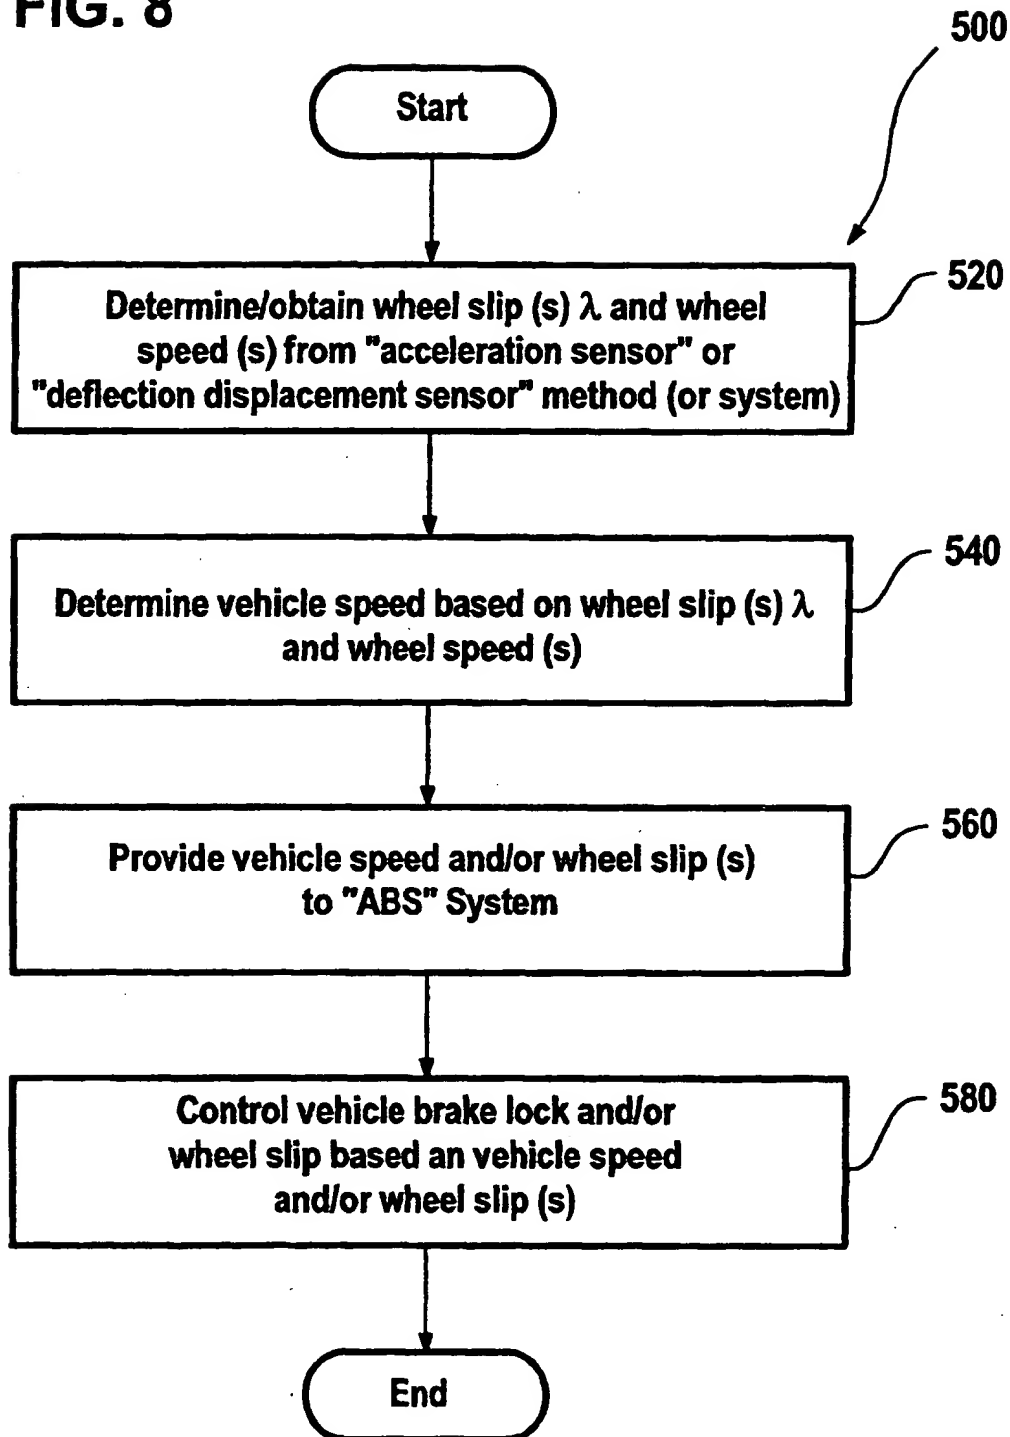 FIG. 8
500
Start
520
Determine/obtain wheel slip (s) λ and wheel
speed (s) from "acceleration sensor" or
"deflection displacement sensor" method (or system)
540
Determine vehicle speed based on wheel slip (s) λ
and wheel speed (s)
560
Provide vehicle speed and/or wheel slip (s)
to "ABS" System
580
Control vehicle brake lock and/or
wheel slip based an vehicle speed
and/or wheel slip (s)
End